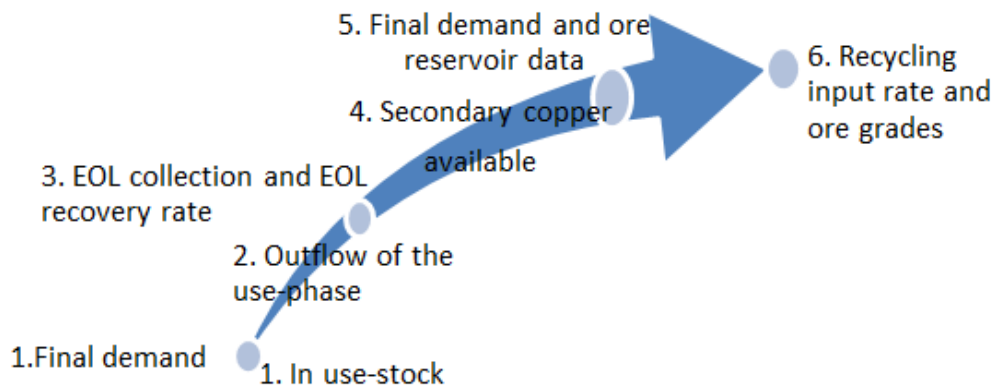 5. Final demand and ore
reservoir data
6. Recycling
input rate and
ore grades
4. Secondary copper
available
3. EOL collection and EOL
recovery rate
2. Outflow of the
use-phase
1.Final demand
1. In use-stock